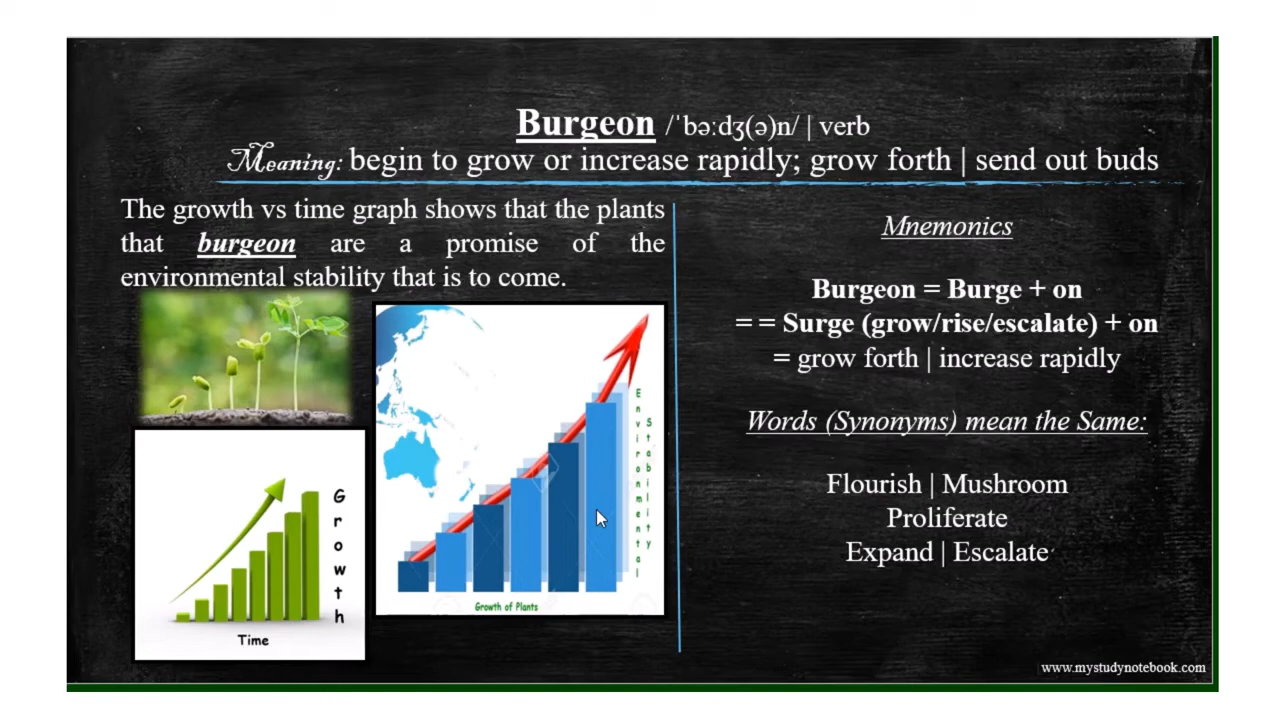 Burgeon /ˈbəːdʒ(ə)n/ | verb
Meaning: begin to grow or increase rapidly; grow forth | send out buds
The growth vs time graph shows that the plants
that burgeon are a promise of the
environmental stability that is to come.
Growth
Time
Environmental
Stability
Growth of Plants
Mnemonics
Burgeon = Burge + on
= = Surge (grow/rise/escalate) + on
= grow forth | increase rapidly
Words (Synonyms) mean the Same:
Flourish | Mushroom
Proliferate
Expand | Escalate
www.mystudynotebook.com